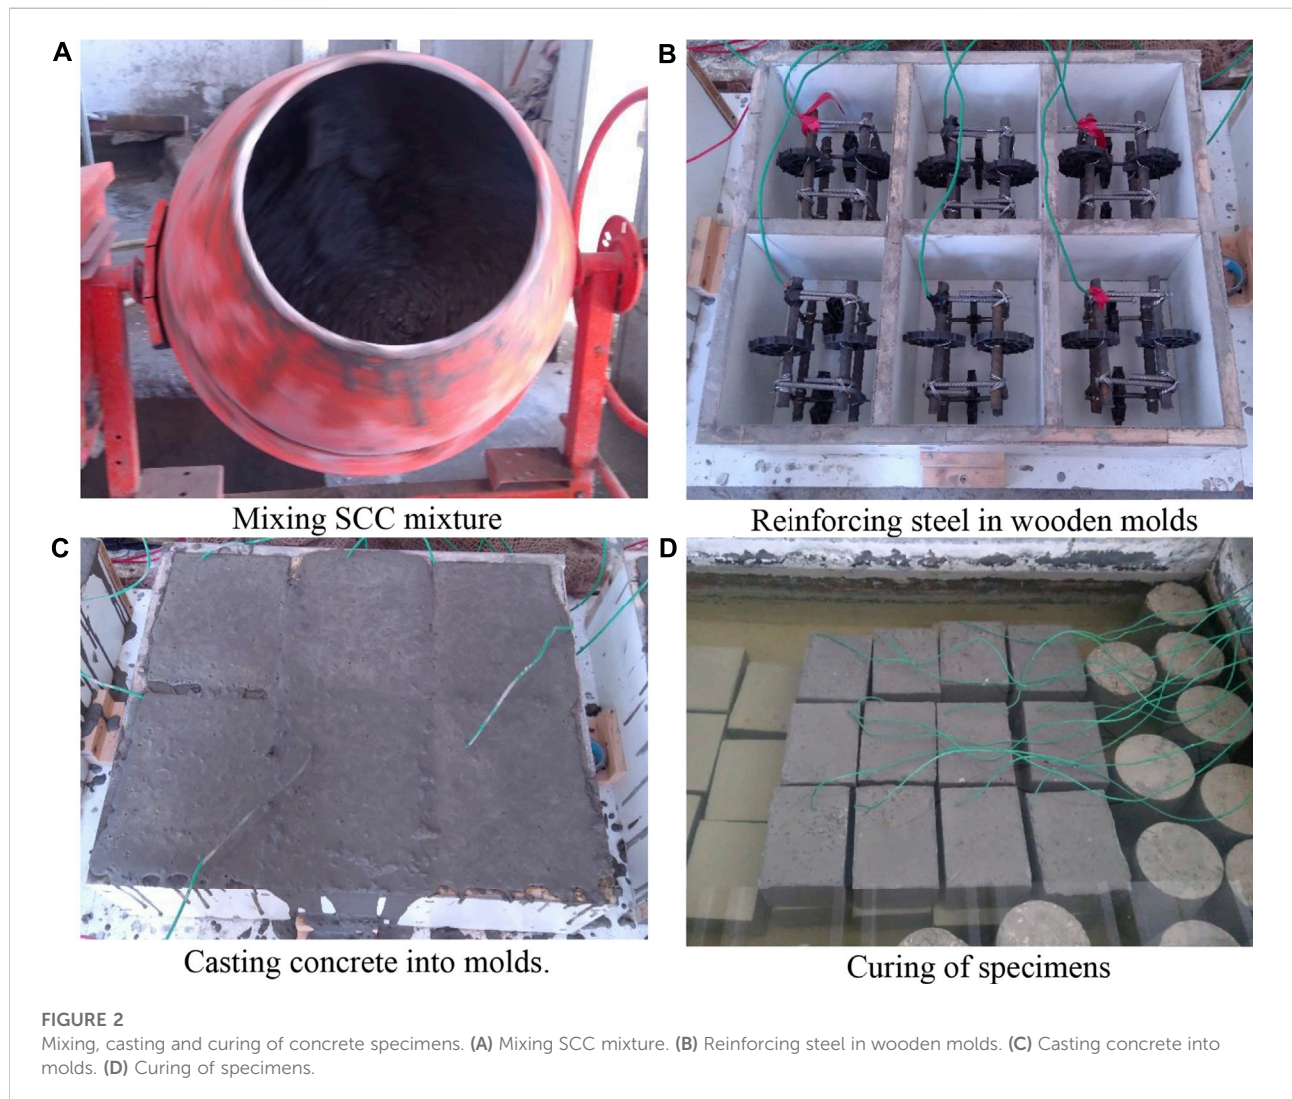 A
B
Mixing SCC mixture
Reinforcing steel in wooden molds
C
D
Casting concrete into molds.
Curing of specimens
FIGURE 2
Mixing, casting and curing of concrete specimens. (A) Mixing SCC mixture. (B) Reinforcing steel in wooden molds. (C) Casting concrete into
molds. (D) Curing of specimens.